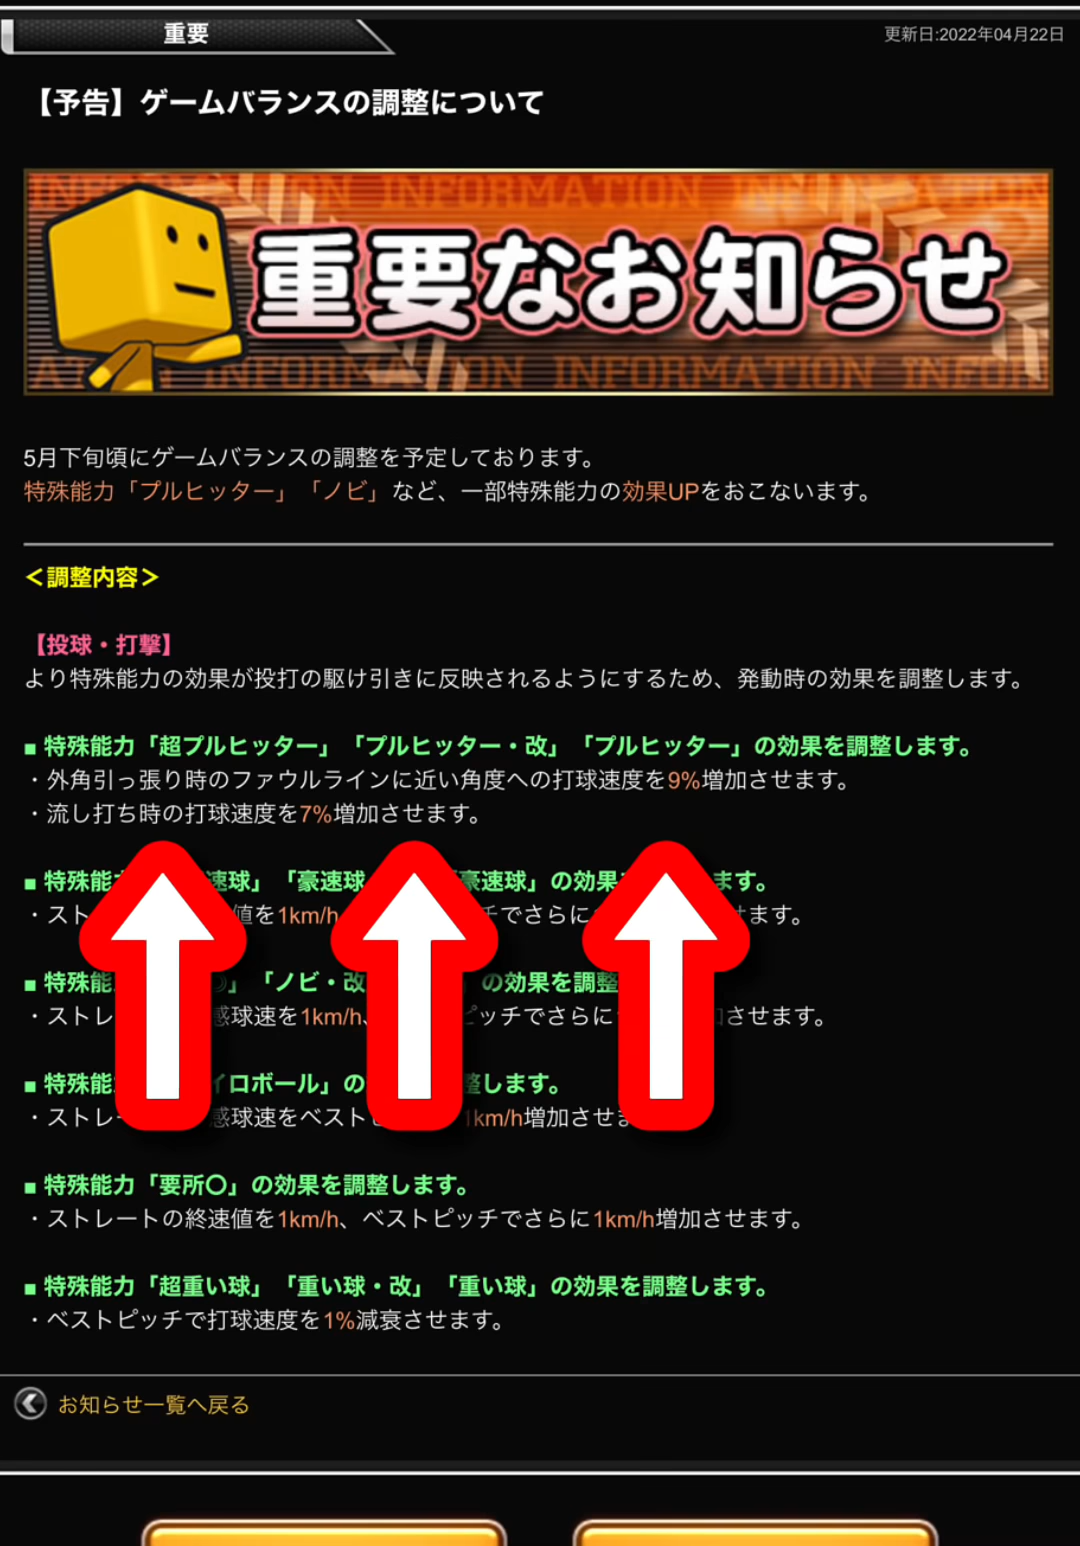 重要
更新日:2022年04月22日
【予告】ゲームバランスの調整について
INFORMATION
重要なお知らせ
INFORMATION INFORMATION
5月下旬頃にゲームバランスの調整を予定しております。
特殊能力「プルヒッター」「ノビ」など、一部特殊能力の効果UPをおこないます。
＜調整内容＞
【投球・打撃】
より特殊能力の効果が投打の駆け引きに反映されるようにするため、発動時の効果を調整します。
■ 特殊能力「超プルヒッター」「プルヒッター・改」「プルヒッター」の効果を調整します。
・外角引っ張り時のファウルラインに近い角度への打球速度を9%増加させます。
・流し打ち時の打球速度を7%増加させます。
■ 特殊能 速球」「豪速球 豪速球」の効果 ます。
・スト 値を1km/h チでさらに ます。
■ 特殊能 」「ノビ・改 の効果を調整
・ストレ 感球速を1km/h、 ピッチでさらに させます。
■ 特殊能 イロボール」の 整します。
・ストレ 感球速をベスト 1km/h増加させ
■ 特殊能力「要所〇」の効果を調整します。
・ストレートの終速値を1km/h、ベストピッチでさらに1km/h増加させます。
■ 特殊能力「超重い球」「重い球・改」「重い球」の効果を調整します。
・ベストピッチで打球速度を1%減衰させます。
お知らせ一覧へ戻る